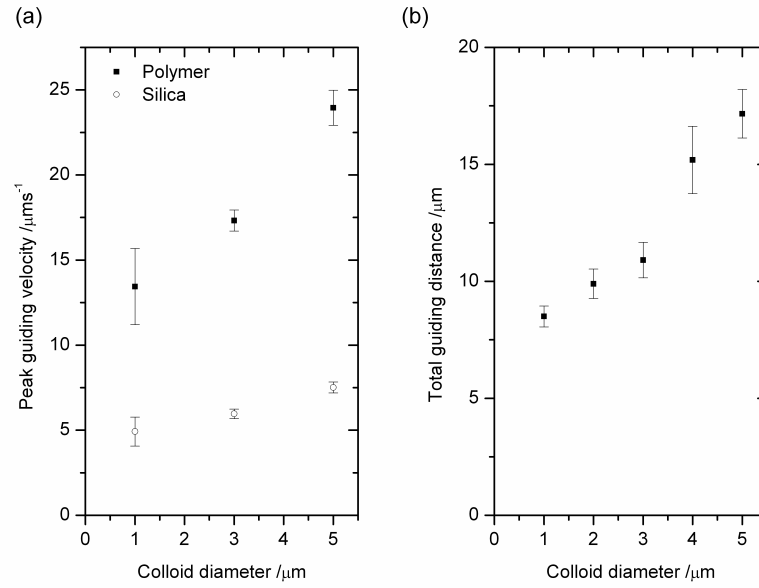 (a)
Polymer
Silica
Peak guiding velocity /μms⁻¹
25
20
15
10
5
0
0 1 2 3 4 5
Colloid diameter /μm
(b)
Total guiding distance /μm
20
15
10
5
0
0 1 2 3 4 5
Colloid diameter /μm